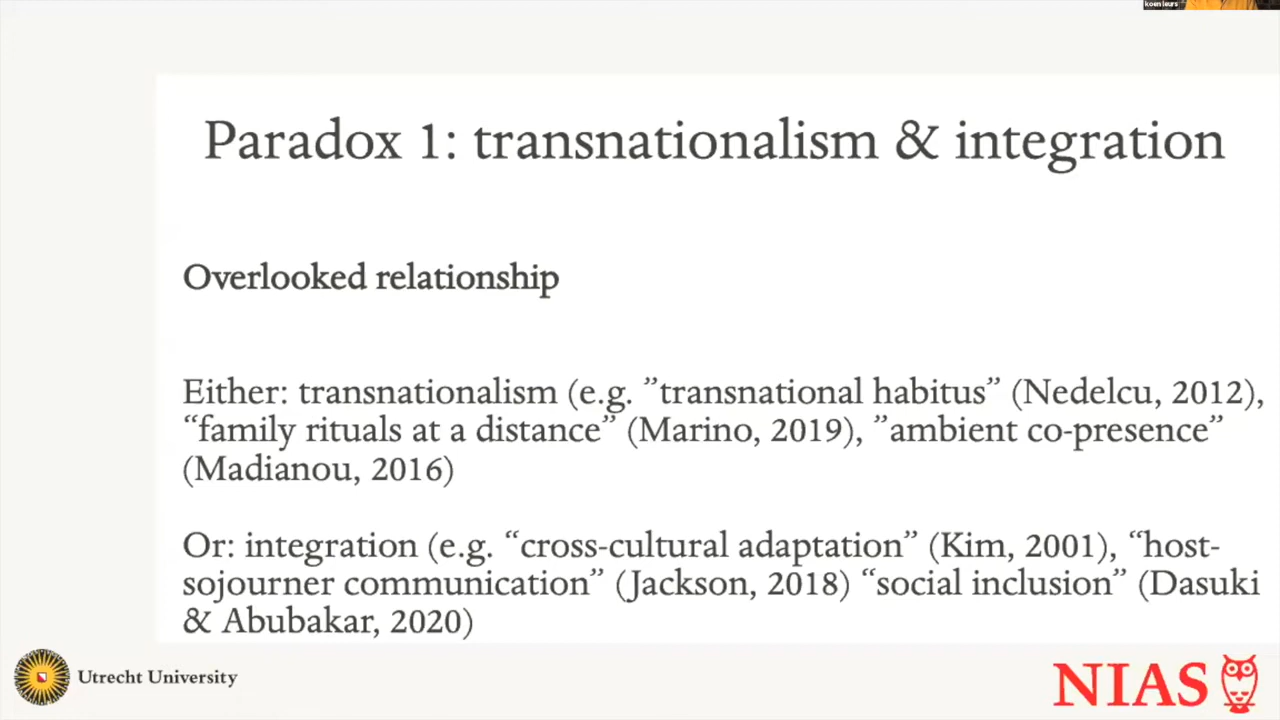 koen leurs
Paradox 1: transnationalism & integration
Overlooked relationship
Either: transnationalism (e.g. ”transnational habitus” (Nedelcu, 2012),
“family rituals at a distance” (Marino, 2019), ”ambient co-presence”
(Madianou, 2016)
Or: integration (e.g. “cross-cultural adaptation” (Kim, 2001), “host-
sojourner communication” (Jackson, 2018) “social inclusion” (Dasuki
& Abubakar, 2020)
Utrecht University
NIAS